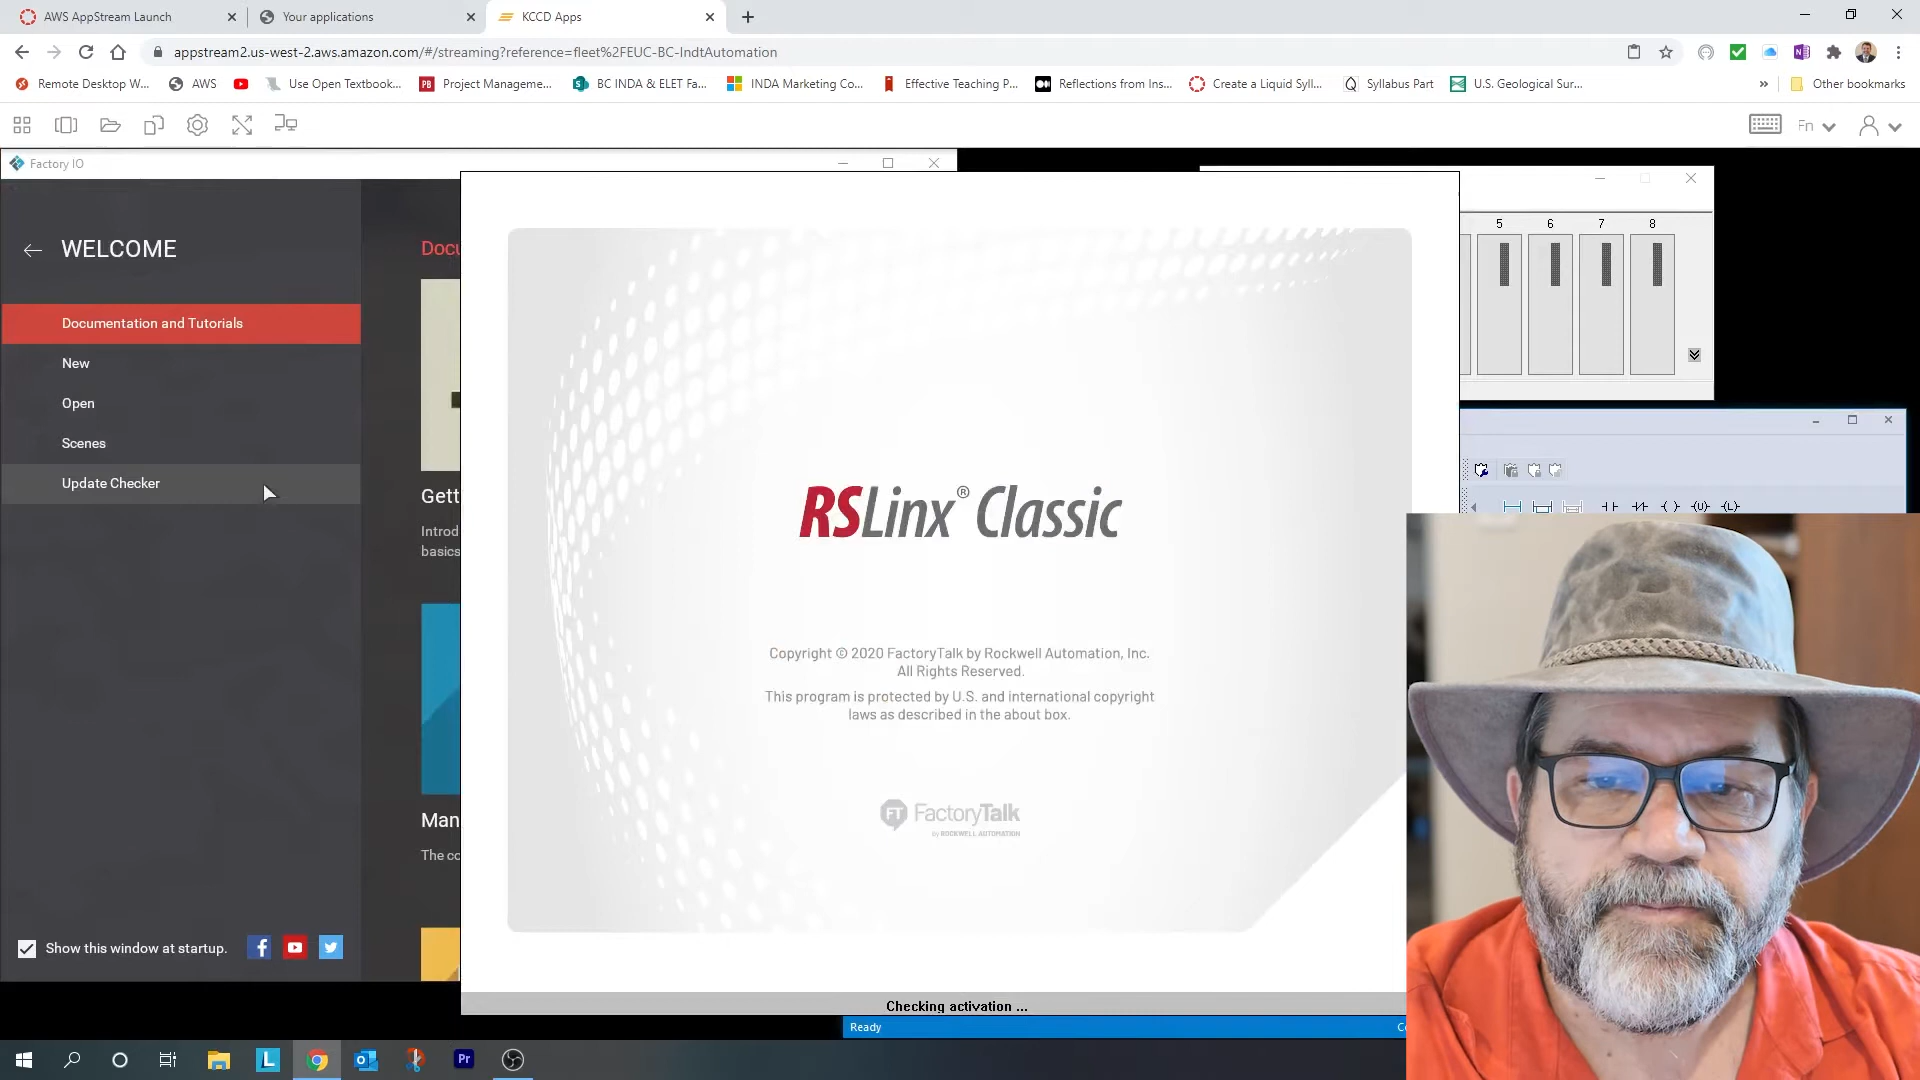 AWS AppStream Launch
Your applications
KCCD Apps
appstream2.us-west-2.aws.amazon.com/#/streaming?reference=fleet%2FEUC-BC-IndtAutomation
Remote Desktop W...
AWS
Use Open Textbook...
PB
Project Manageme...
BC INDA & ELET Fa...
INDA Marketing Co...
Effective Teaching P...
Reflections from Ins...
Create a Liquid Syll...
Syllabus Part
U.S. Geological Sur...
»
Other bookmarks
Fn
Factory IO
WELCOME
Documentation and Tutorials
New
Open
Scenes
Update Checker
Show this window at startup.
Docu
Gett
Introd
basics
Man
The co
RSLinx® Classic
Copyright © 2020 FactoryTalk by Rockwell Automation, Inc.
All Rights Reserved.
This program is protected by U.S. and international copyright
laws as described in the about box.
FT FactoryTalk
by ROCKWELL AUTOMATION
Checking activation ...
5 6 7 8
(U) (L)
Ready
L
Pr